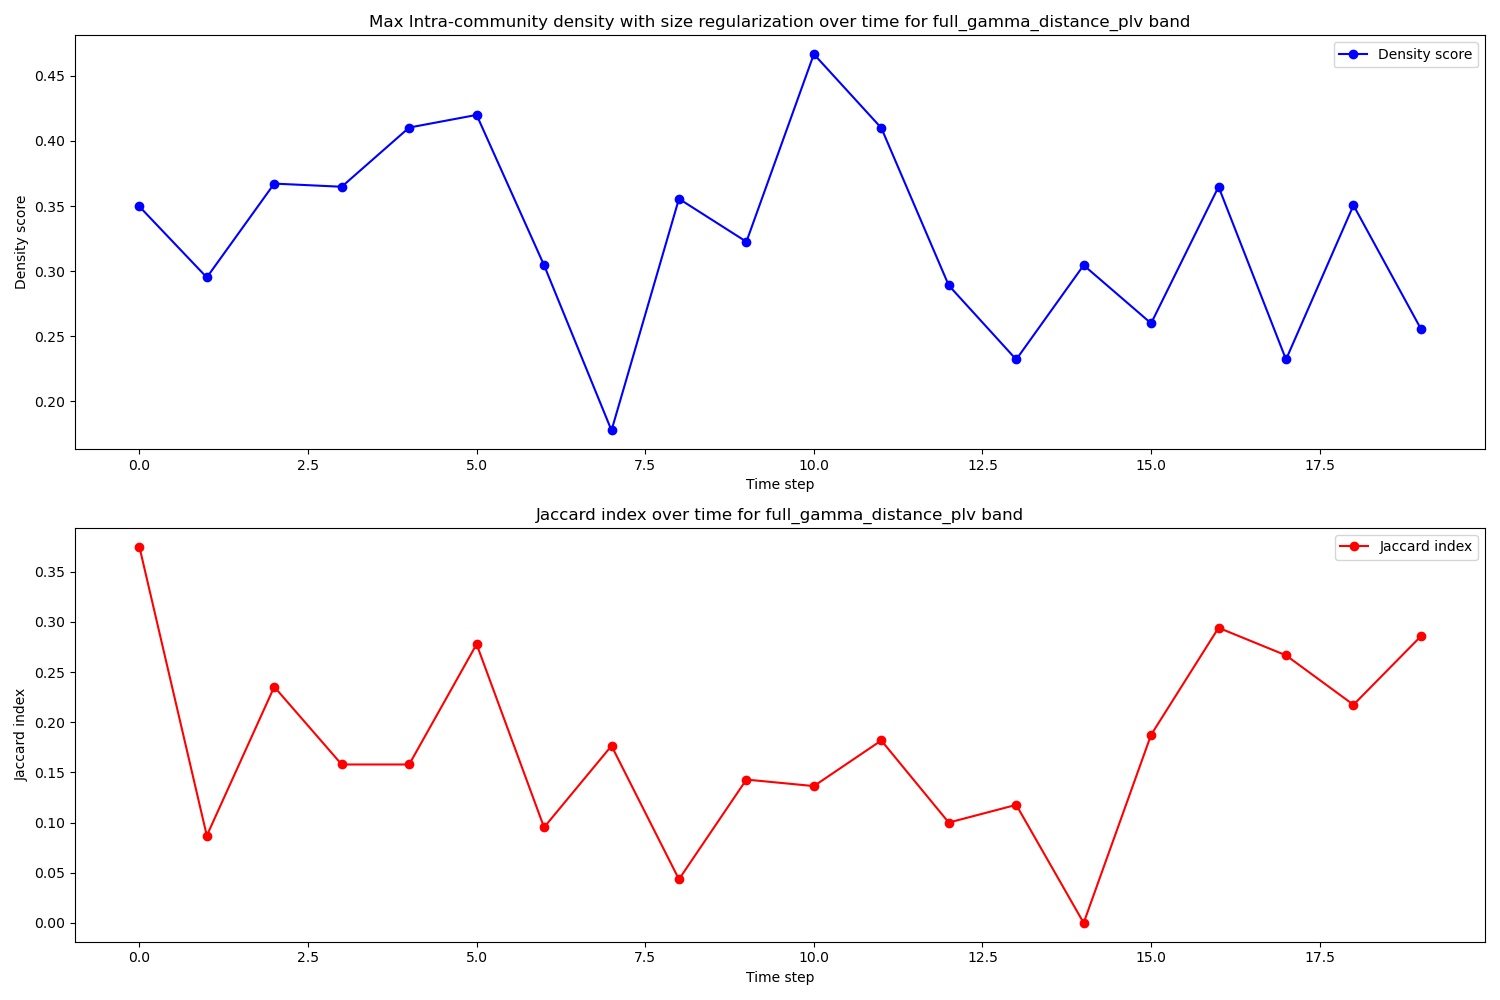 Max Intra-community density with size regularization over time for full_gamma_distance_plv band
Density score
0.45
0.40
0.35
0.30
0.25
0.20
Density score
0.0 2.5 5.0 7.5 10.0 12.5 15.0 17.5
Time step
Jaccard index over time for full_gamma_distance_plv band
Jaccard index
0.35
0.30
0.25
0.20
0.15
0.10
0.05
0.00
Jaccard index
0.0 2.5 5.0 7.5 10.0 12.5 15.0 17.5
Time step